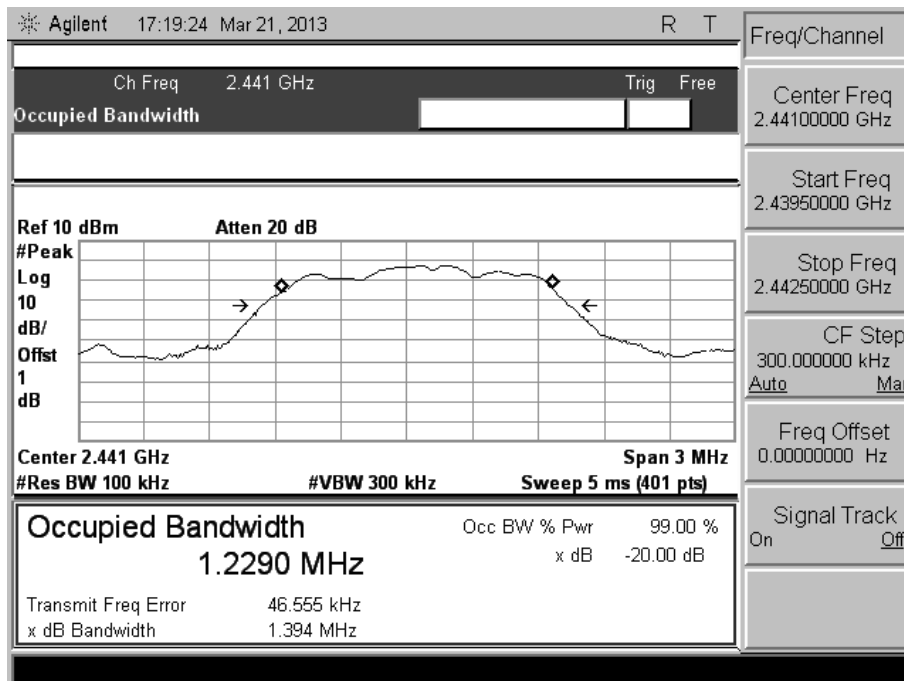 Agilent 17:19:24 Mar 21, 2013 R T
Ch Freq 2.441 GHz Trig Free
Occupied Bandwidth
Ref 10 dBm Atten 20 dB
#Peak
Log
10
dB/
Offst
1
dB
Center 2.441 GHz Span 3 MHz
#Res BW 100 kHz #VBW 300 kHz Sweep 5 ms (401 pts)
Occupied Bandwidth
1.2290 MHz
Occ BW % Pwr 99.00 %
x dB -20.00 dB
Transmit Freq Error 46.555 kHz
x dB Bandwidth 1.394 MHz
Freq/Channel
Center Freq
2.44100000 GHz
Start Freq
2.43950000 GHz
Stop Freq
2.44250000 GHz
CF Step
300.000000 kHz
Auto Mar
Freq Offset
0.00000000 Hz
Signal Track
On Off